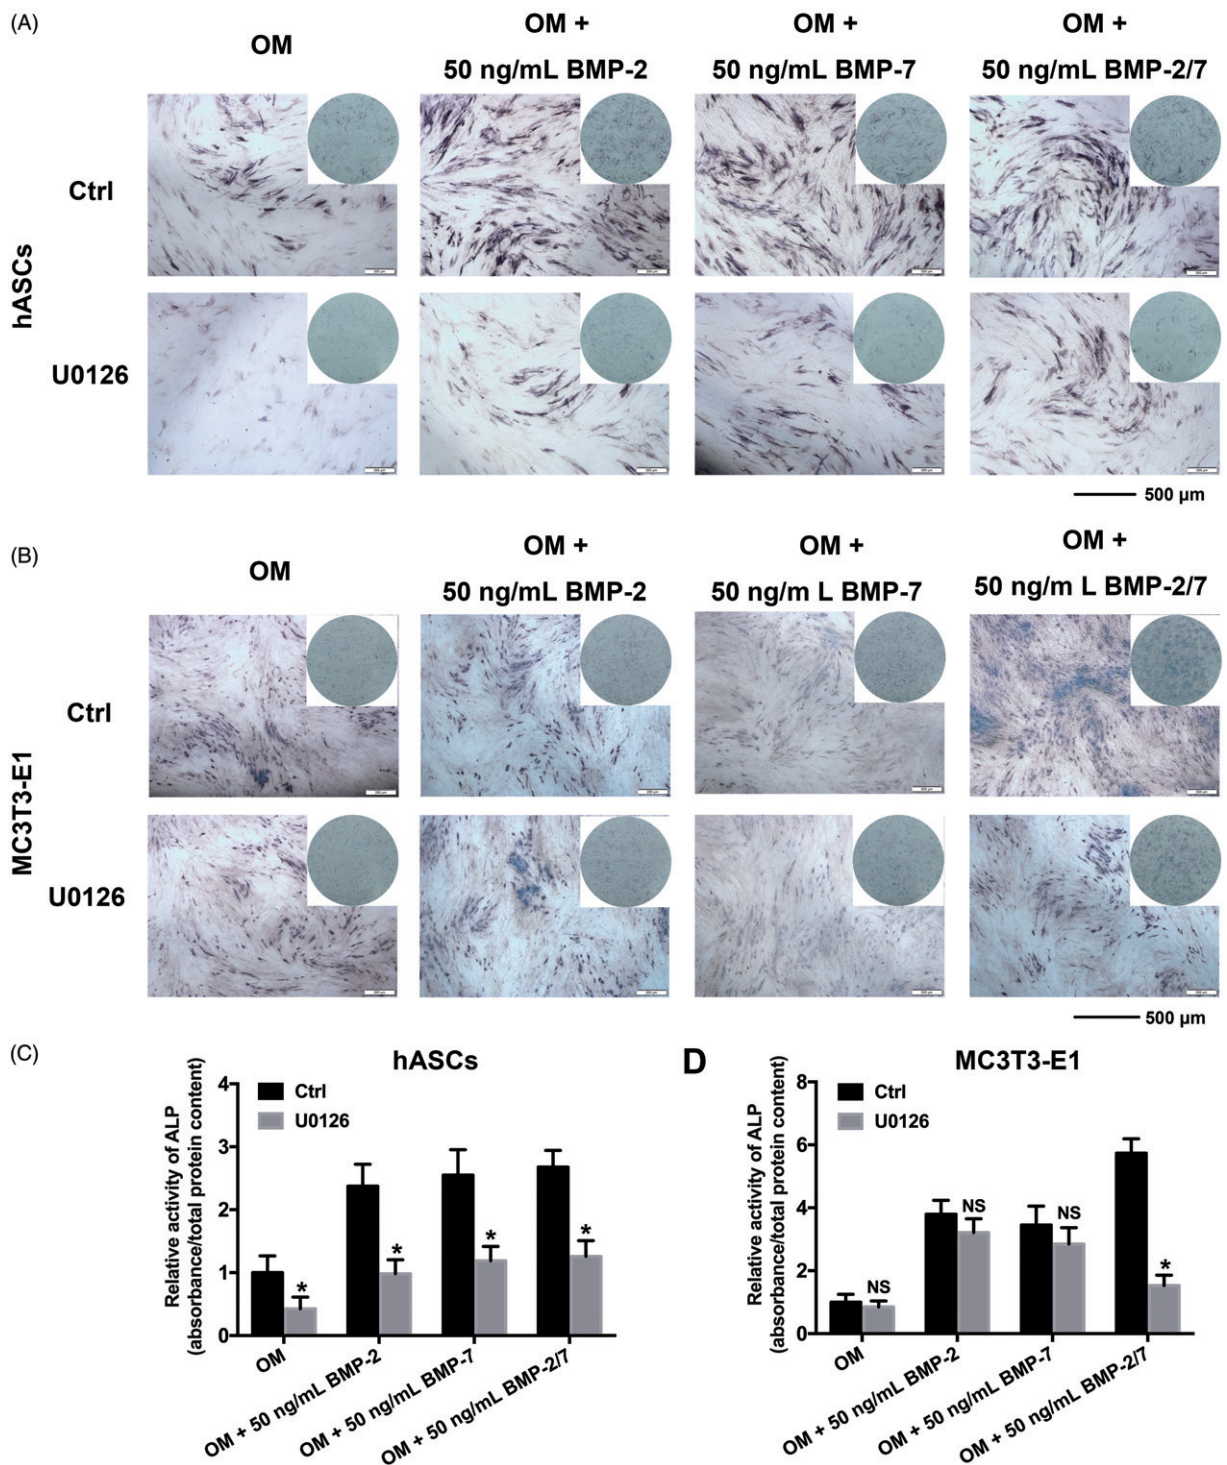 (A)
OM
OM +
50 ng/mL BMP-2
OM +
50 ng/mL BMP-7
OM +
50 ng/mL BMP-2/7
hASCs
Ctrl
U0126
500 µm
(B)
OM
OM +
50 ng/mL BMP-2
OM +
50 ng/m L BMP-7
OM +
50 ng/m L BMP-2/7
MC3T3-E1
Ctrl
U0126
500 µm
(C)
hASCs
Relative activity of ALP
(absorbance/total protein content)
4
3
2
1
0
Ctrl
U0126
*
*
*
*
OM
OM + 50 ng/mL BMP-2
OM + 50 ng/mL BMP-7
OM + 50 ng/mL BMP-2/7
D
MC3T3-E1
Relative activity of ALP
(absorbance/total protein content)
8
6
4
2
0
Ctrl
U0126
NS
NS
NS
*
OM
OM + 50 ng/mL BMP-2
OM + 50 ng/mL BMP-7
OM + 50 ng/mL BMP-2/7